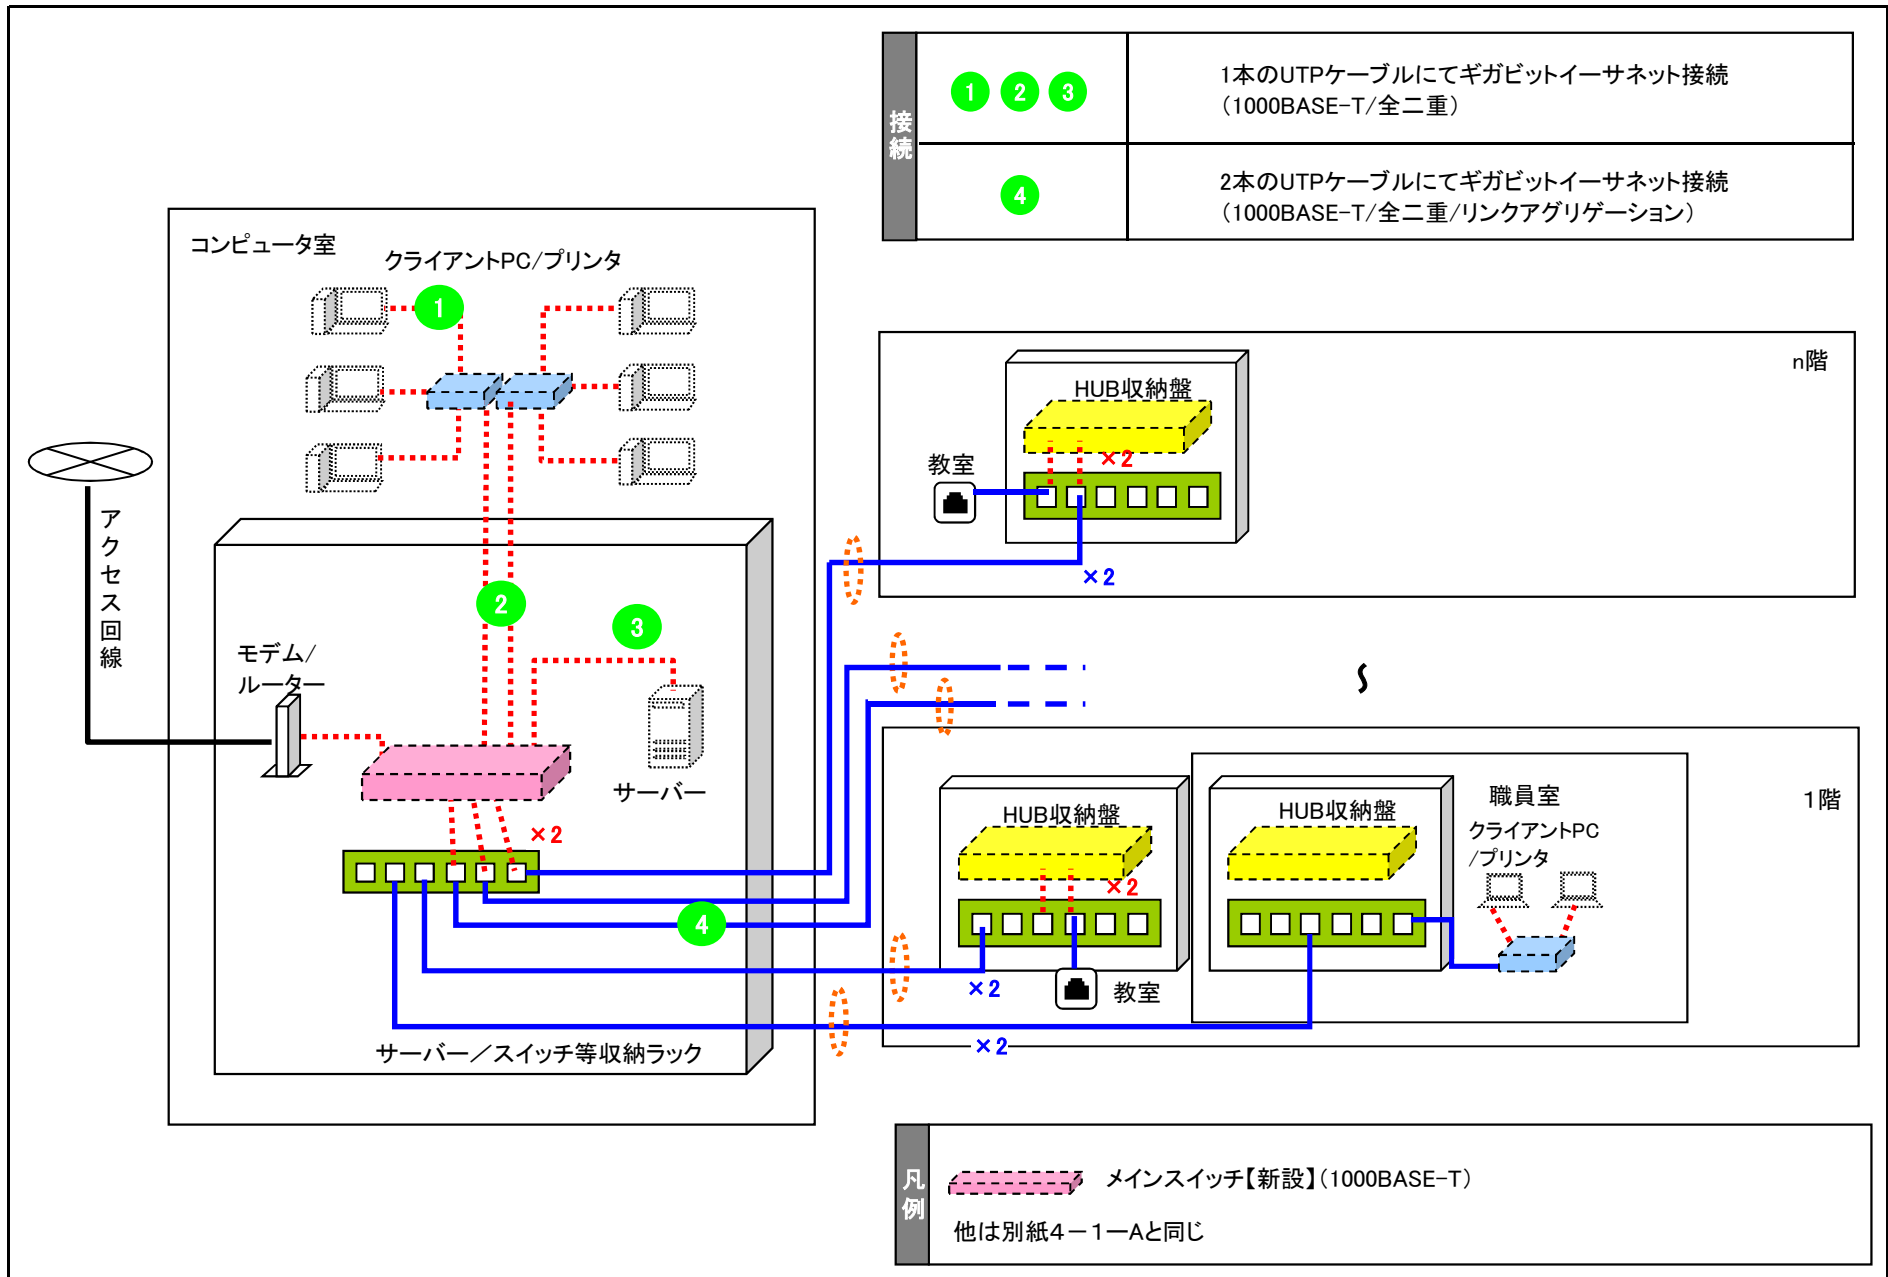 接続
1 2 3
1本のUTPケーブルにてギガビットイーサネット接続
(1000BASE-T/全二重)
4
2本のUTPケーブルにてギガビットイーサネット接続
(1000BASE-T/全二重/リンクアグリゲーション)
コンピュータ室
クライアントPC/プリンタ
1
アクセス回線
2
3
モデム/
ルーター
サーバー
×2
4
サーバー/スイッチ等収納ラック
n階
HUB収納盤
×2
教室
×2
1階
HUB収納盤
×2
×2
教室
HUB収納盤
職員室
クライアントPC
/プリンタ
×2
凡例
メインスイッチ【新設】(1000BASE-T)
他は別紙4-1ーAと同じ